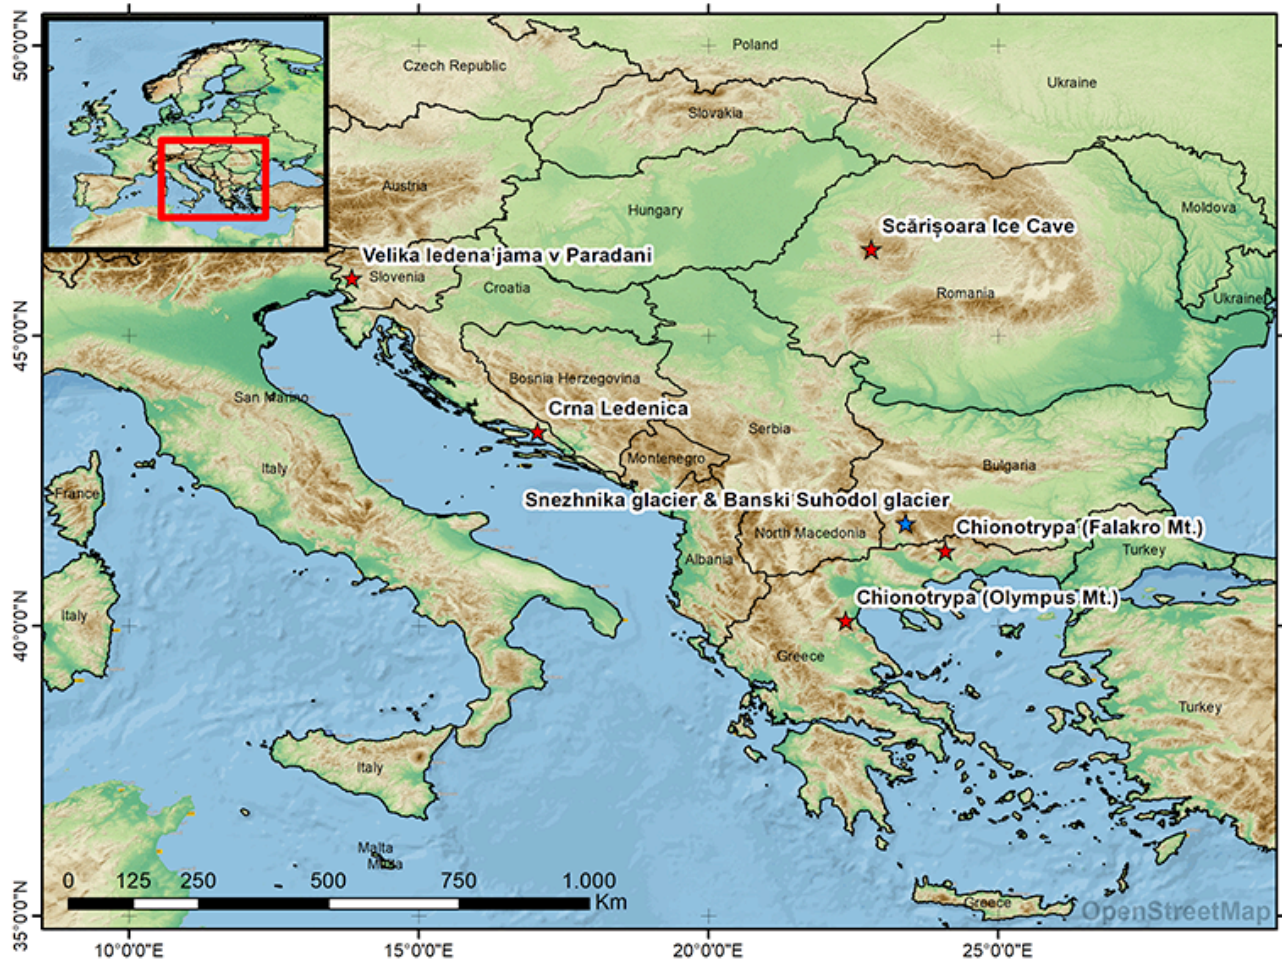 50°0'0"N
Poland
Czech Republic
Ukraine
Slovakia
Austria
Hungary
Moldova
Scărișoara Ice Cave
Velika ledena jama v Paradani
Slovenia
Croatia
Romania
Ukraine
45°0'0"N
Bosnia Herzegovina
San Marino
Crna Ledenica
Serbia
Montenegro
Italy
Bulgaria
France
Snezhnika glacier & Banski Suhodol glacier
North Macedonia
Chionotrypa (Falakro Mt.)
Turkey
Albania
Chionotrypa (Olympus Mt.)
Italy
40°0'0"N
Greece
Turkey
Italy
Malta
Malta
0 125 250 500 750 1.000
Km
Greece
OpenStreetMap
35°0'0"N
10°0'0"E 15°0'0"E 20°0'0"E 25°0'0"E